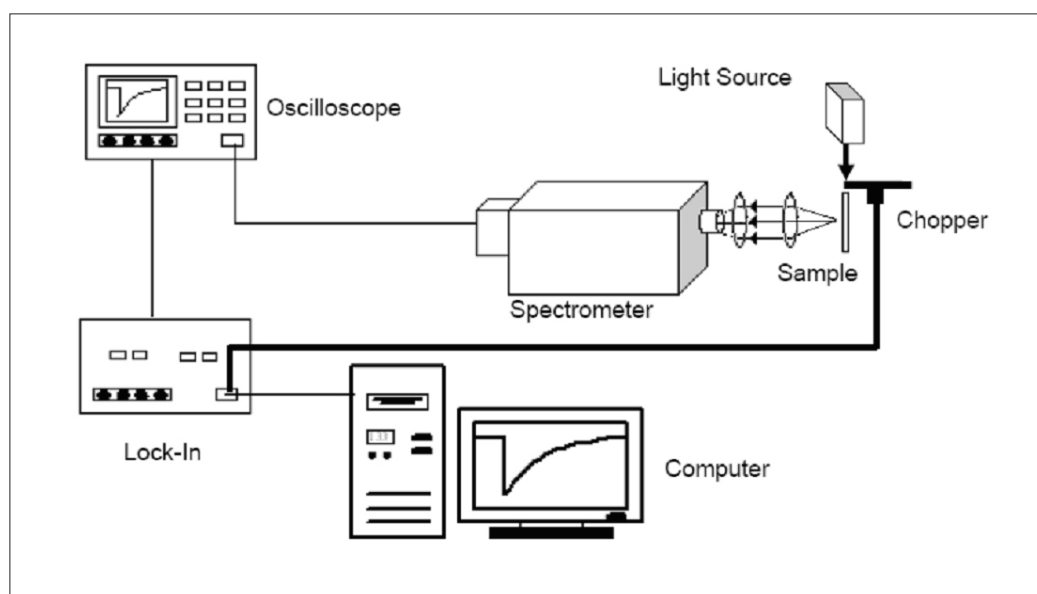 Light Source
Oscilloscope
Chopper
Sample
Spectrometer
Lock-In
Computer